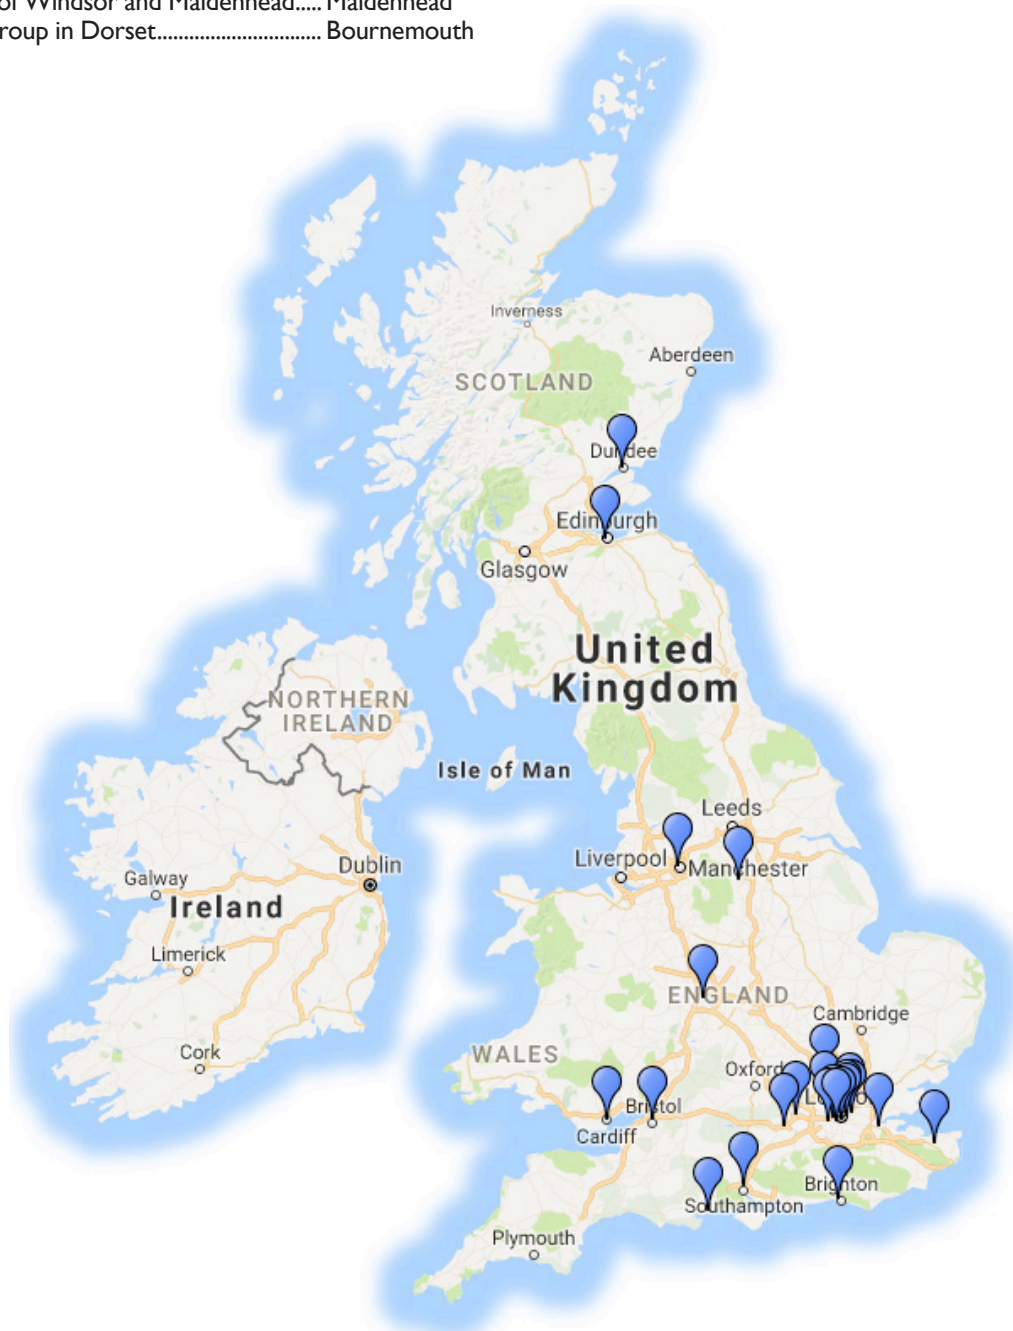 of Windsor and Maidenhead..... Maidenhead
roup in Dorset............................... Bournemouth
Inverness
Aberdeen
SCOTLAND
Dundee
Edinburgh
Glasgow
United
Kingdom
NORTHERN
IRELAND
Isle of Man
Leeds
Liverpool
Manchester
Dublin
Galway
Ireland
Limerick
ENGLAND
Cambridge
Cork
WALES
Oxford
London
Bristol
Cardiff
Brighton
Southampton
Plymouth